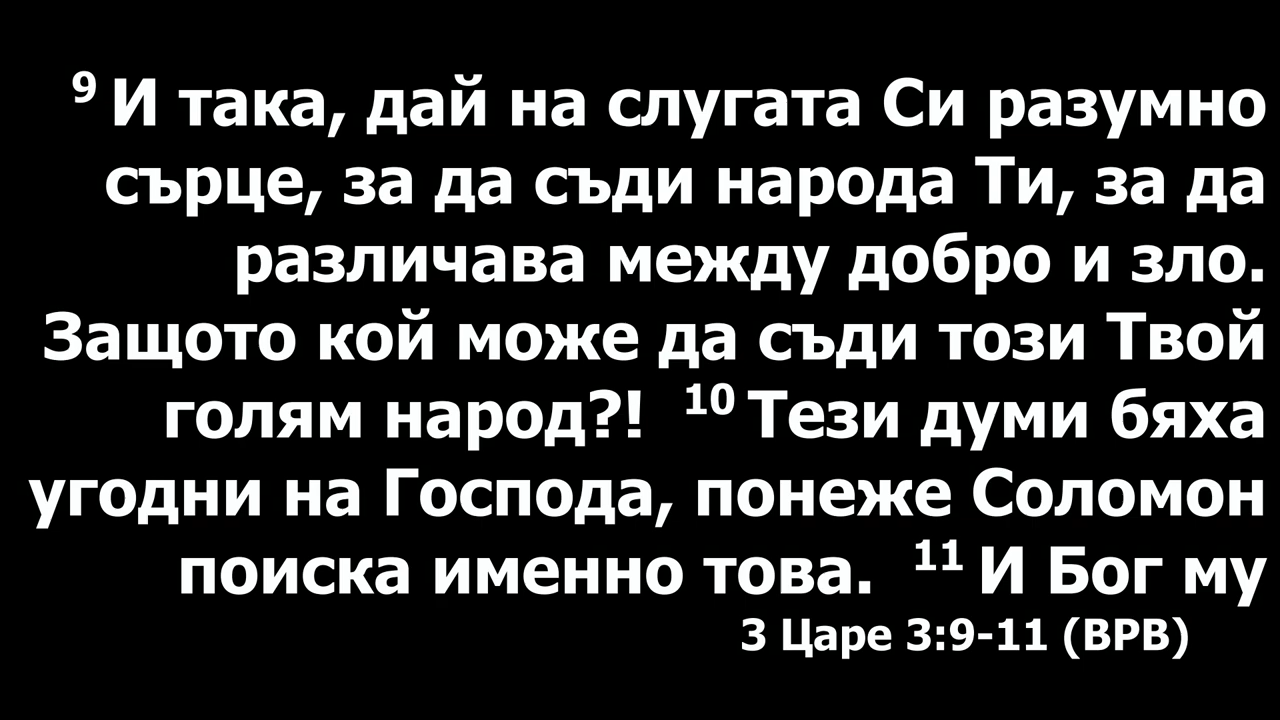 9 И така, дай на слугата Си разумно
сърце, за да съди народа Ти, за да
различава между добро и зло.
Защото кой може да съди този Твой
голям народ?! 10 Тези думи бяха
угодни на Господа, понеже Соломон
поиска именно това. 11 И Бог му
3 Царе 3:9-11 (ВРВ)